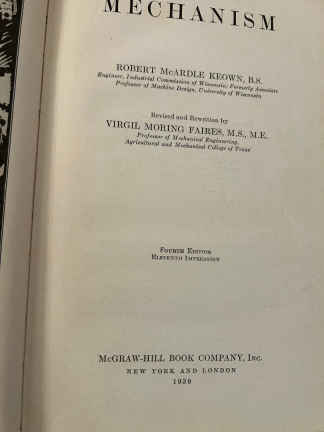 MECHANISM
ROBERT McARDLE KEOWN, B.S.
Engineer, Industrial Commission of Wisconsin; Formerly Associate
Professor of Machine Design, University of Wisconsin
Revised and Rewritten by
VIRGIL MORING FAIRES, M.S., M.E.
Professor of Mechanical Engineering,
Agricultural and Mechanical College of Texas
Fourth Edition
Eleventh Impression
McGRAW-HILL BOOK COMPANY, Inc.
NEW YORK AND LONDON
1939